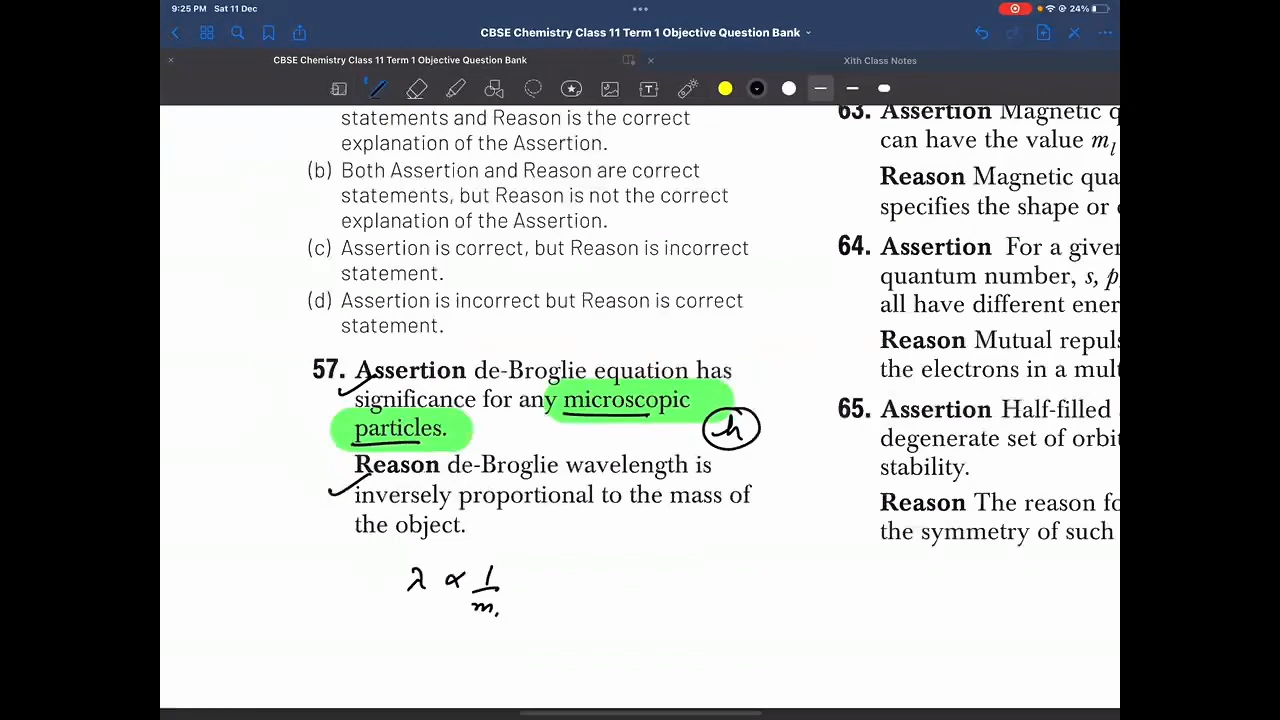 9:25 PM Sat 11 Dec
24%
CBSE Chemistry Class 11 Term 1 Objective Question Bank
CBSE Chemistry Class 11 Term 1 Objective Question Bank
XIth Class Notes
statements and Reason is the correct
explanation of the Assertion.
(b) Both Assertion and Reason are correct
statements, but Reason is not the correct
explanation of the Assertion.
(c) Assertion is correct, but Reason is incorrect
statement.
(d) Assertion is incorrect but Reason is correct
statement.
57. Assertion de-Broglie equation has
significance for any microscopic
particles.
h
Reason de-Broglie wavelength is
inversely proportional to the mass of
the object.
λ ∝ 1/m
63. Assertion Magnetic q
can have the value m_l
Reason Magnetic qua
specifies the shape or
64. Assertion For a give
quantum number, s, p
all have different ener
Reason Mutual repuls
the electrons in a mult
65. Assertion Half-filled
degenerate set of orbit
stability.
Reason The reason fo
the symmetry of such